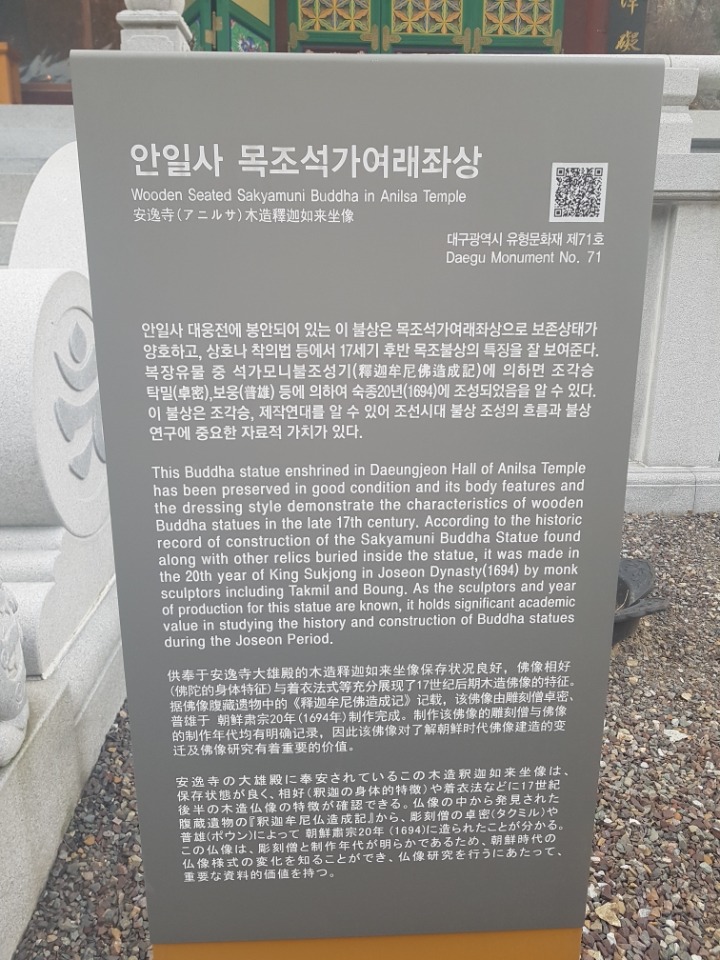 안일사 목조석가여래좌상
Wooden Seated Sakyamuni Buddha in Anilsa Temple
安逸寺(アニルサ)木造釋迦如来坐像
대구광역시 유형문화재 제71호
Daegu Monument No. 71
안일사 대웅전에 봉안되어 있는 이 불상은 목조석가여래좌상으로 보존상태가
양호하고, 상호나 착의법 등에서 17세기 후반 목조불상의 특징을 잘 보여준다.
복장유물 중 석가모니불조성기(釋迦牟尼佛造成記)에 의하면 조각승
탁밀(卓密),보웅(普雄) 등에 의하여 숙종20년(1694)에 조성되었음을 알 수 있다.
이 불상은 조각승, 제작연대를 알 수 있어 조선시대 불상 조성의 흐름과 불상
연구에 중요한 자료적 가치가 있다.
This Buddha statue enshrined in Daeungjeon Hall of Anilsa Temple
has been preserved in good condition and its body features and
the dressing style demonstrate the characteristics of wooden
Buddha statues in the late 17th century. According to the historic
record of construction of the Sakyamuni Buddha Statue found
along with other relics buried inside the statue, it was made in
the 20th year of King Sukjong in Joseon Dynasty(1694) by monk
sculptors including Takmil and Boung. As the sculptors and year
of production for this statue are known, it holds significant academic
value in studying the history and construction of Buddha statues
during the Joseon Period.
供奉于安逸寺大雄殿的木造釋迦如来坐像保存状况良好，佛像相好
(佛陀的身体特征)与着衣法式等充分展现了17世纪后期木造佛像的特征。
据佛像腹藏遗物中的《釋迦牟尼佛造成记》记载，该佛像由雕刻僧卓密、
普雄于 朝鲜肃宗20年(1694年)制作完成。制作该佛像的雕刻僧与佛像
的制作年代均有明确记录，因此该佛像对了解朝鲜时代佛像建造的变
迁及佛像研究有着重要的价值。
安逸寺の大雄殿に奉安されているこの木造釈迦如来坐像は、
保存状態が良く、相好(釈迦の身体的特徴)や着衣法などに17世紀
後半の木造仏像の特徴が確認できる。仏像の中から発見された
腹蔵遺物の『釈迦牟尼仏造成記』から、彫刻僧の卓密(タクミル)や
普雄(ボウン)によって 朝鮮肅宗20年 (1694)に造られたことが分かる。
この仏像は、彫刻僧と制作年代が明らかであるため、朝鮮時代の
仏像様式の変化を知ることができ、仏像研究を行うにあたって、
重要な資料的価値を持つ。